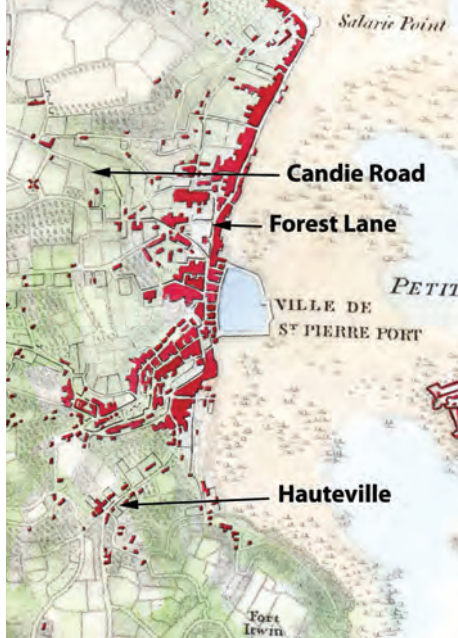 Salarie Point
Candie Road
Forest Lane
PETIT
VILLE DE
ST PIERRE PORT
Hauteville
Fort
Irwin